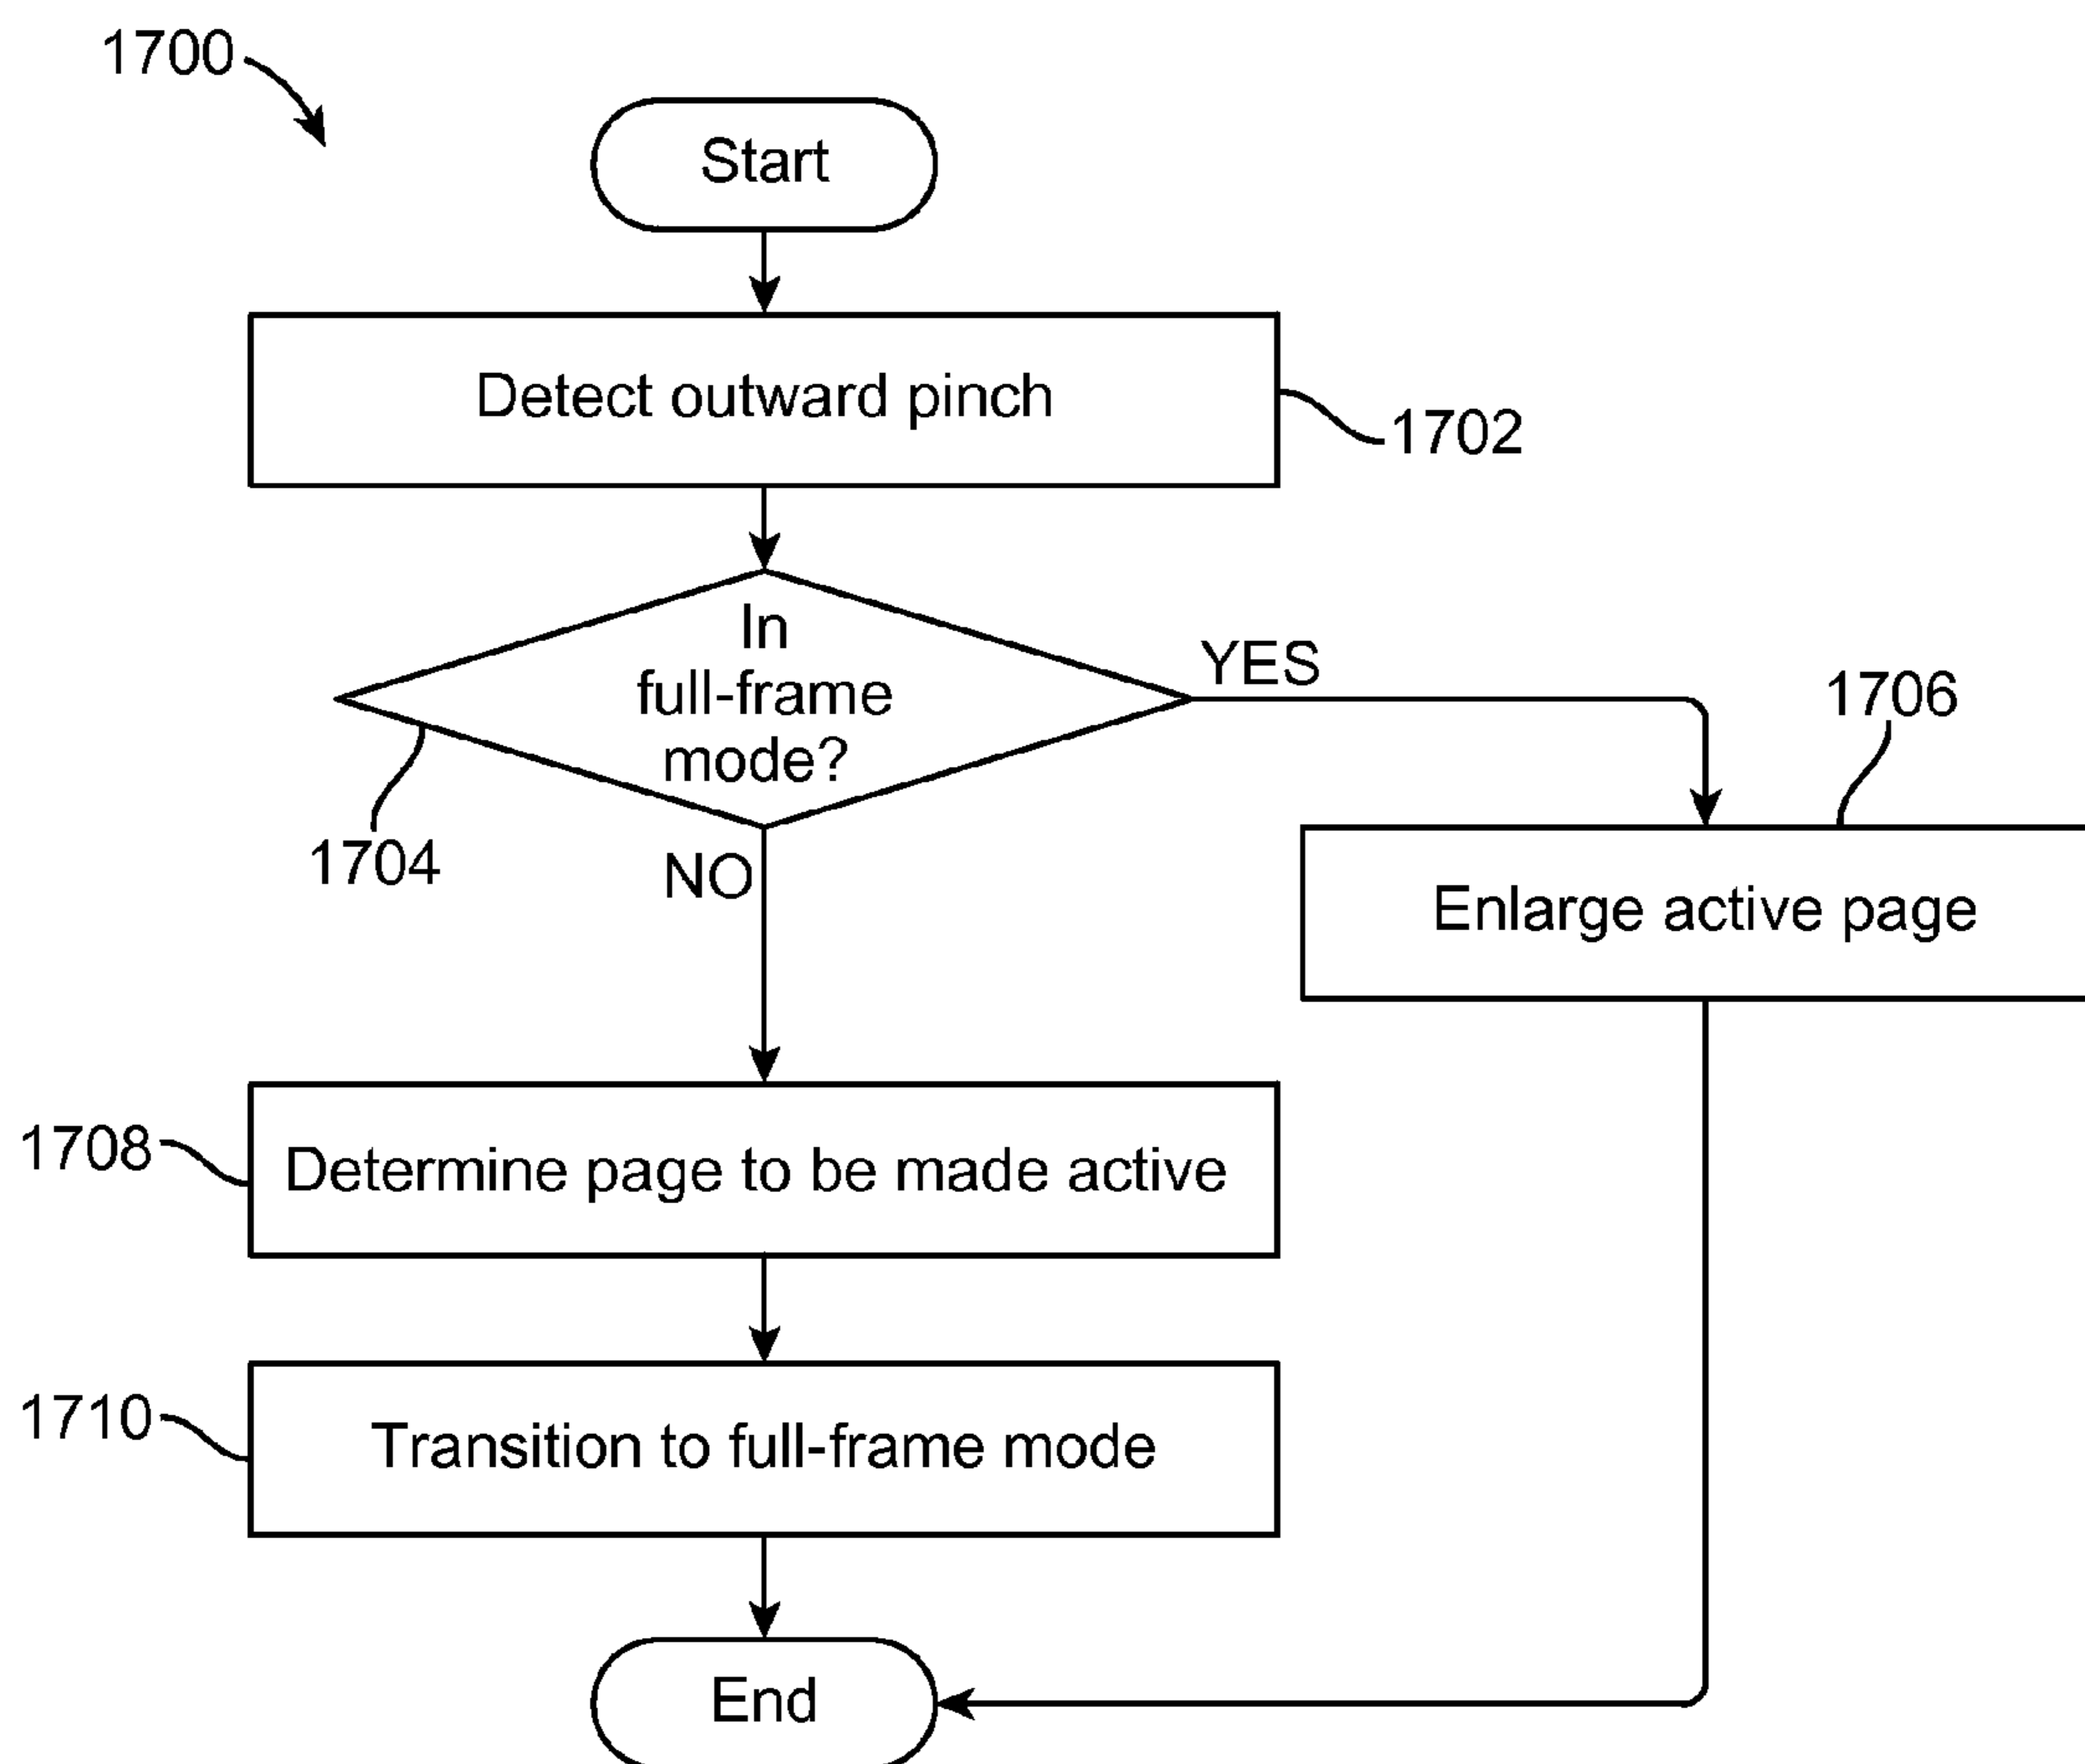 1700
Start
Detect outward pinch
1702
In
full-frame
mode?
YES
1704
NO
1706
Enlarge active page
1708
Determine page to be made active
1710
Transition to full-frame mode
End